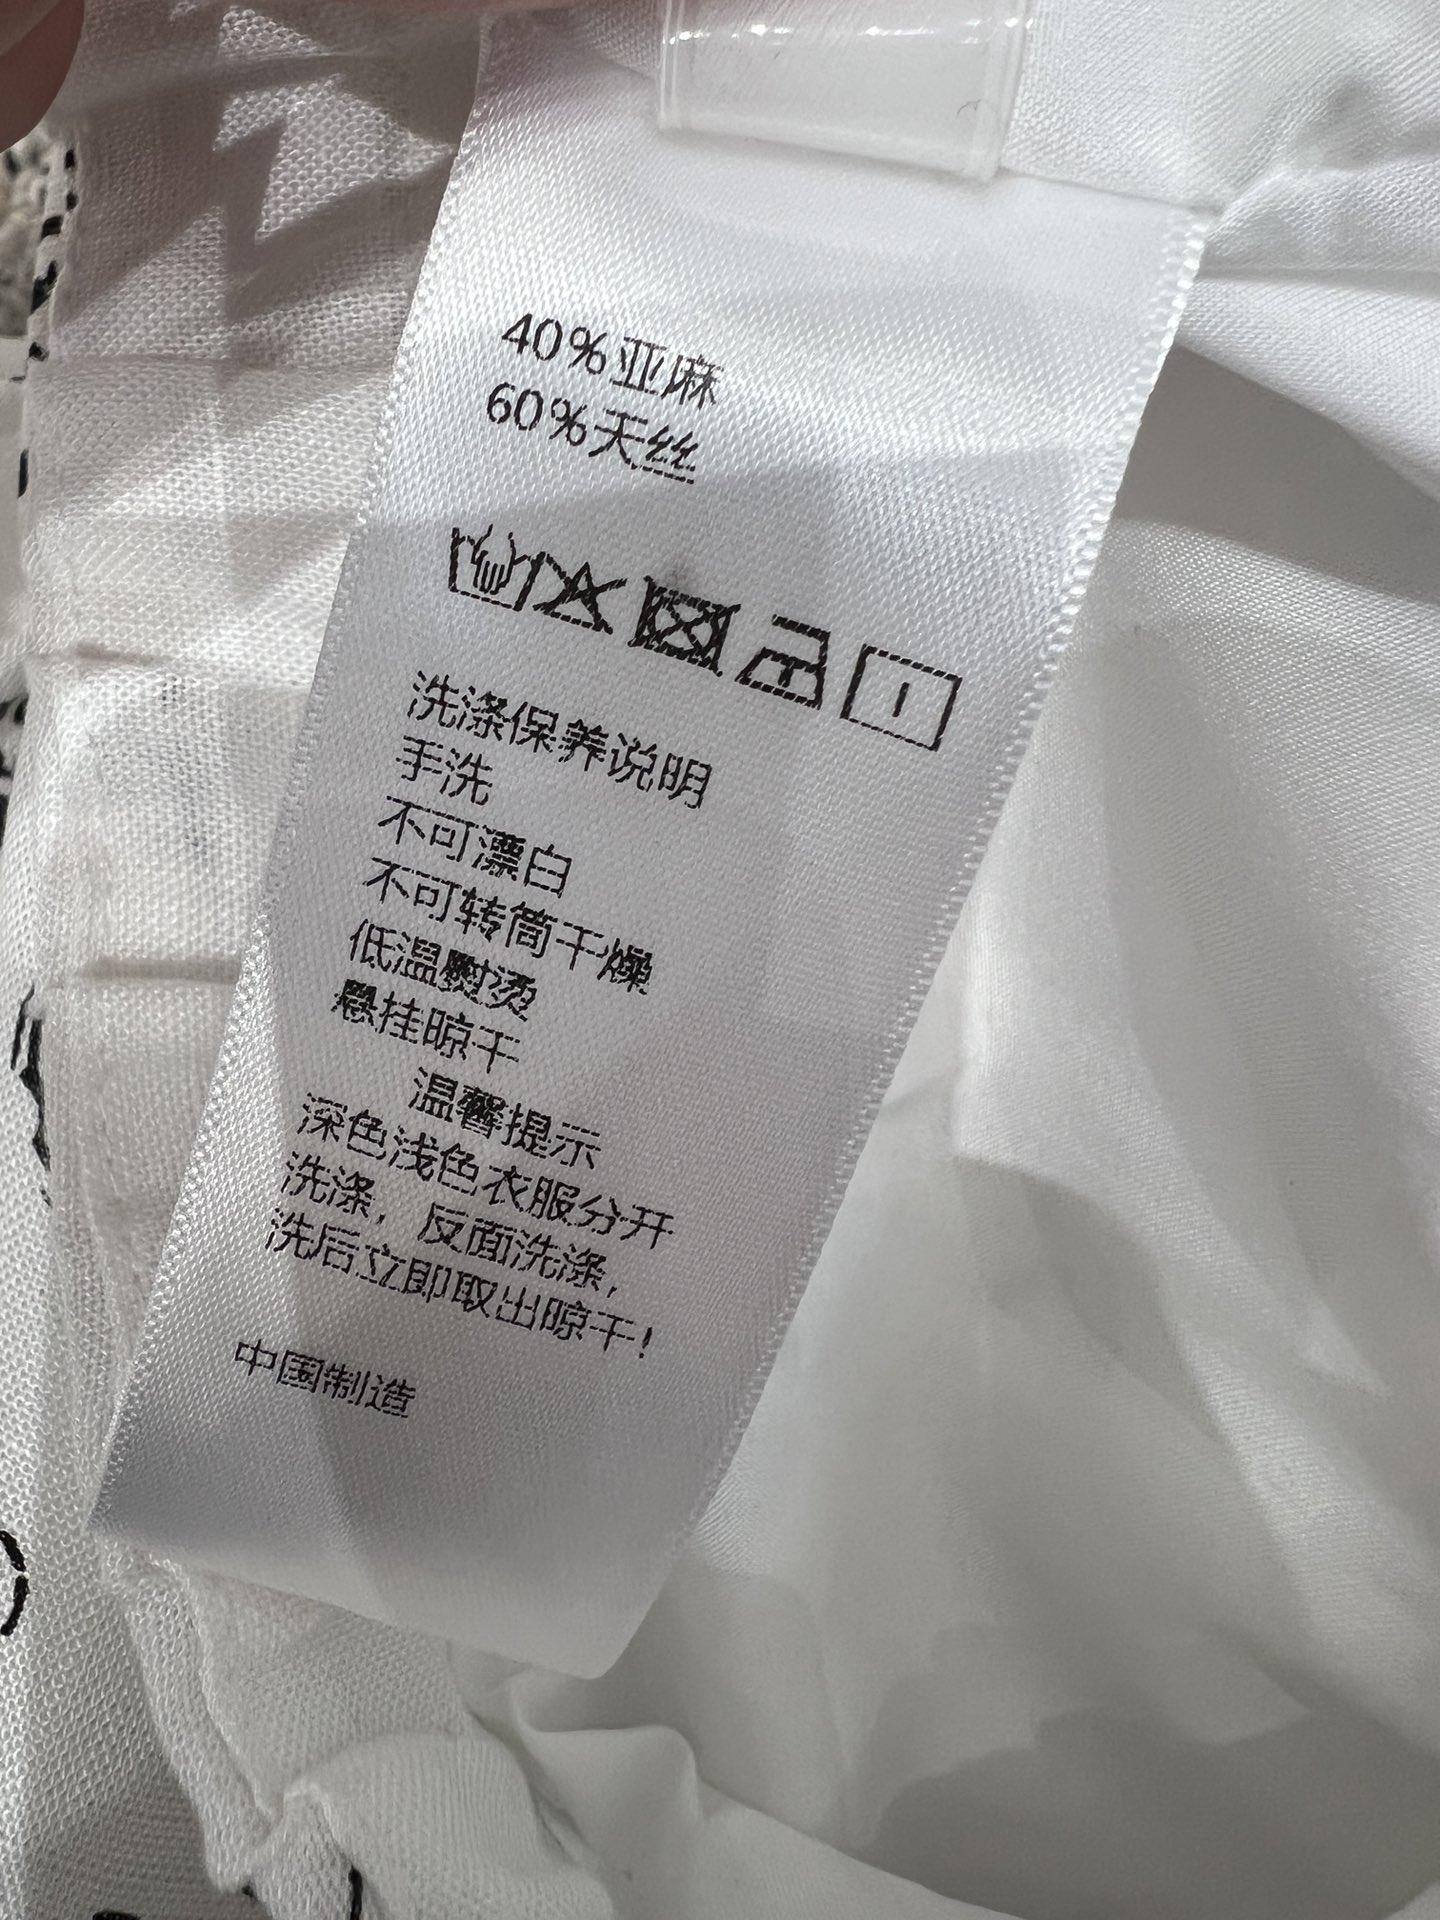 40%亚麻
60%天丝
洗涤保养说明
手洗
不可漂白
不可转筒干燥
低温熨烫
悬挂晾干
温馨提示
深色浅色衣服分开
洗涤，反面洗涤，
洗后立即取出晾干！
中国制造